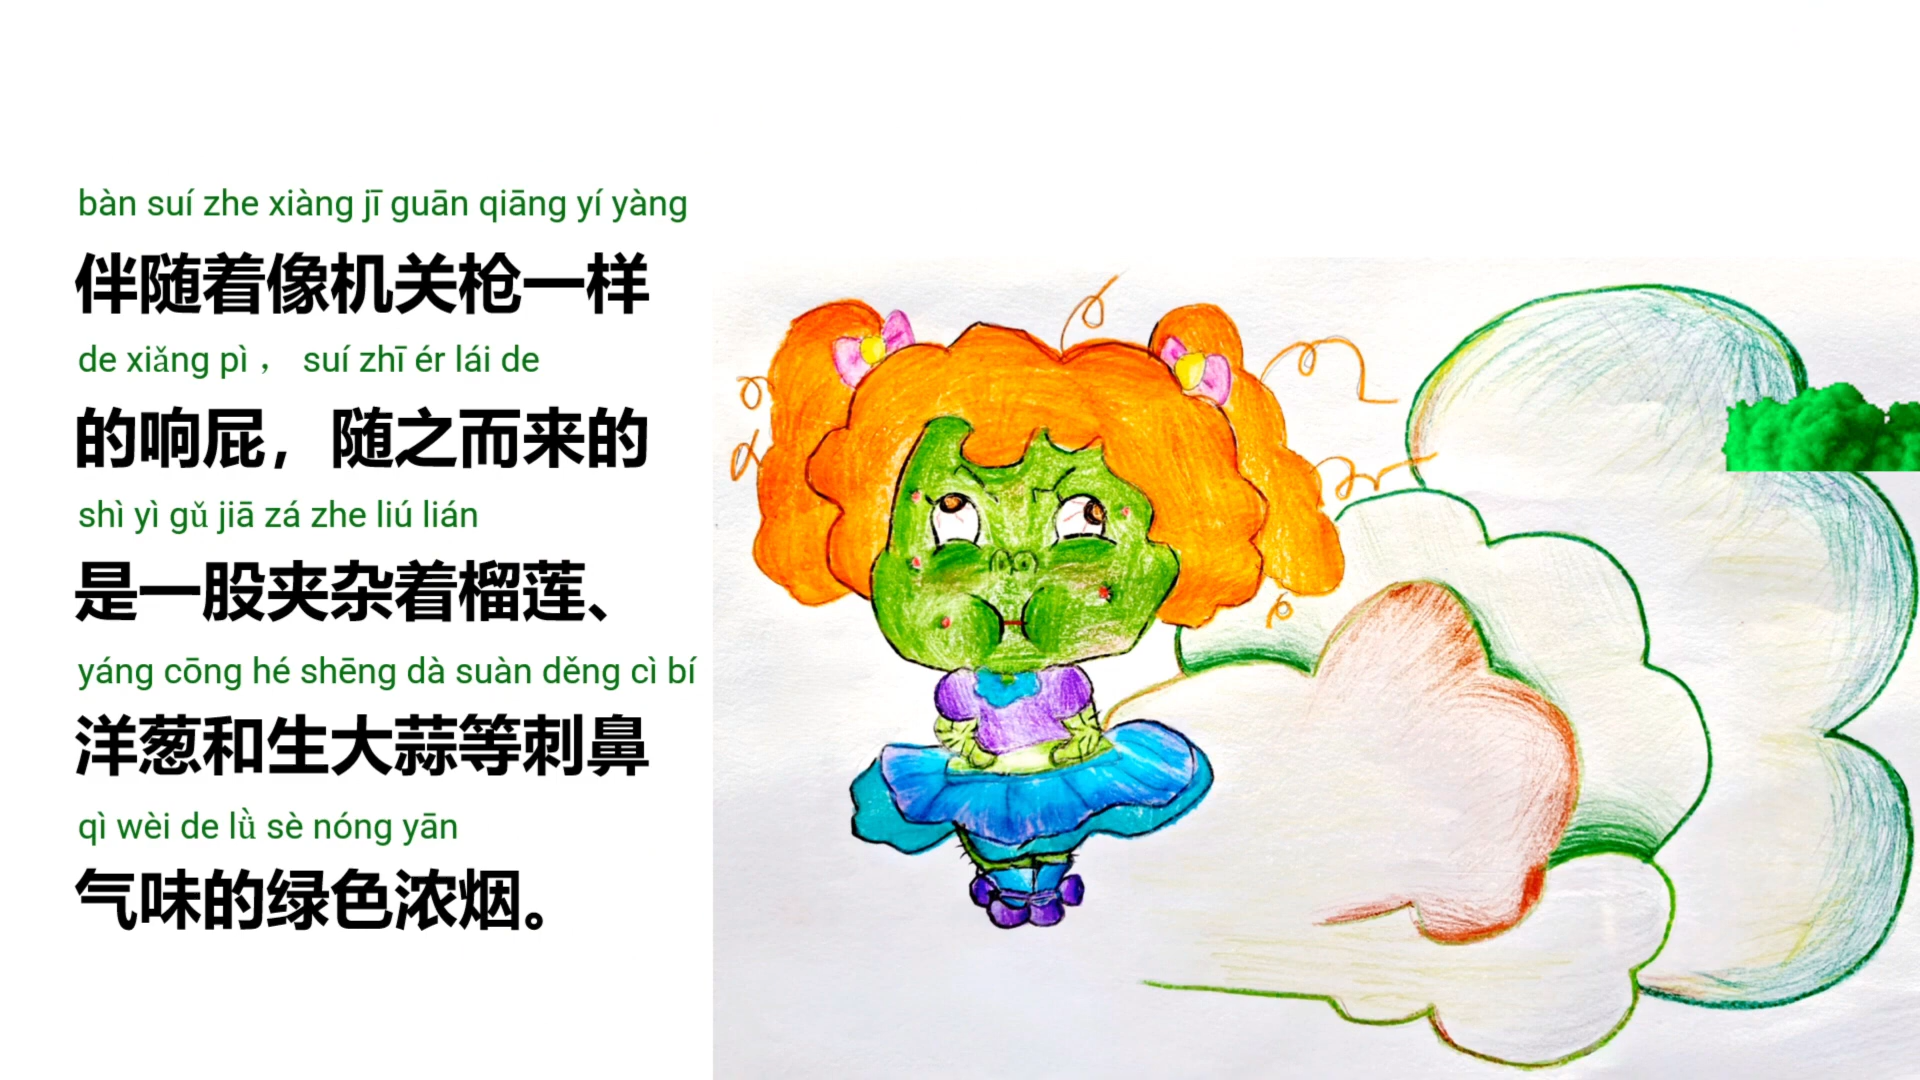 bàn suí zhe xiàng jī guān qiāng yí yàng
伴随着像机关枪一样
de xiǎng pì， suí zhī ér lái de
的响屁，随之而来的
shì yì gǔ jiā zá zhe liú lián
是一股夹杂着榴莲、
yáng cōng hé shēng dà suàn děng cì bí
洋葱和生大蒜等刺鼻
qì wèi de lǜ sè nóng yān
气味的绿色浓烟。